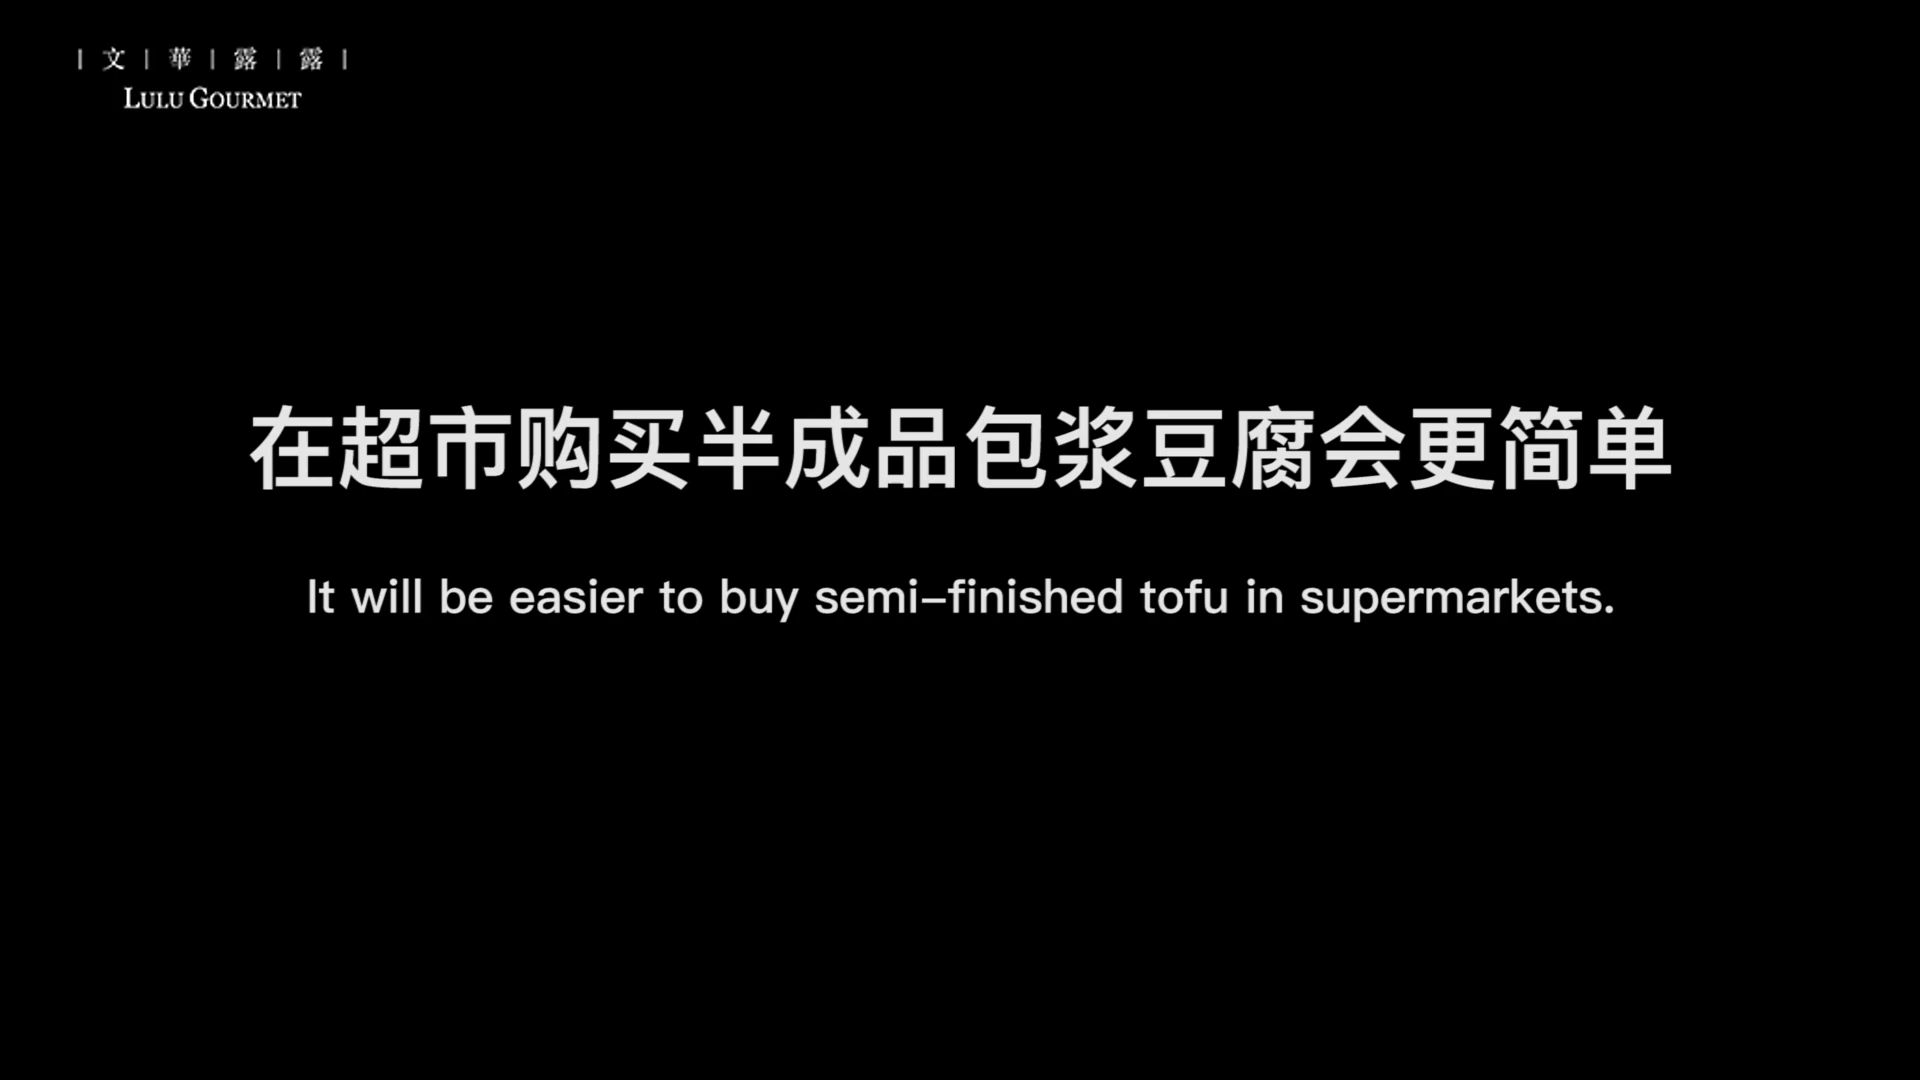 | 文 | 華 | 露 | 露 |
LULU GOURMET
在超市购买半成品包浆豆腐会更简单
It will be easier to buy semi-finished tofu in supermarkets.